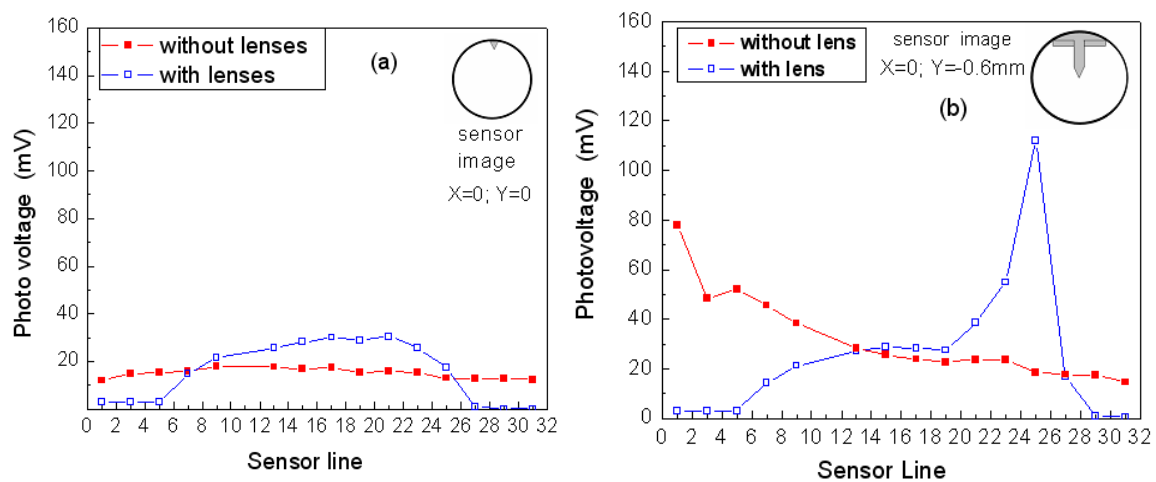 160
140
120
100
80
60
40
20
0
Photo voltage (mV)
without lenses
with lenses
(a)
sensor
image
X=0; Y=0
0 2 4 6 8 10 12 14 16 18 20 22 24 26 28 30 32
Sensor line
160
140
120
100
80
60
40
20
0
Photovoltage (mV)
without lens
with lens
sensor image
X=0; Y=-0.6mm
(b)
0 2 4 6 8 10 12 14 16 18 20 22 24 26 28 30 32
Sensor Line